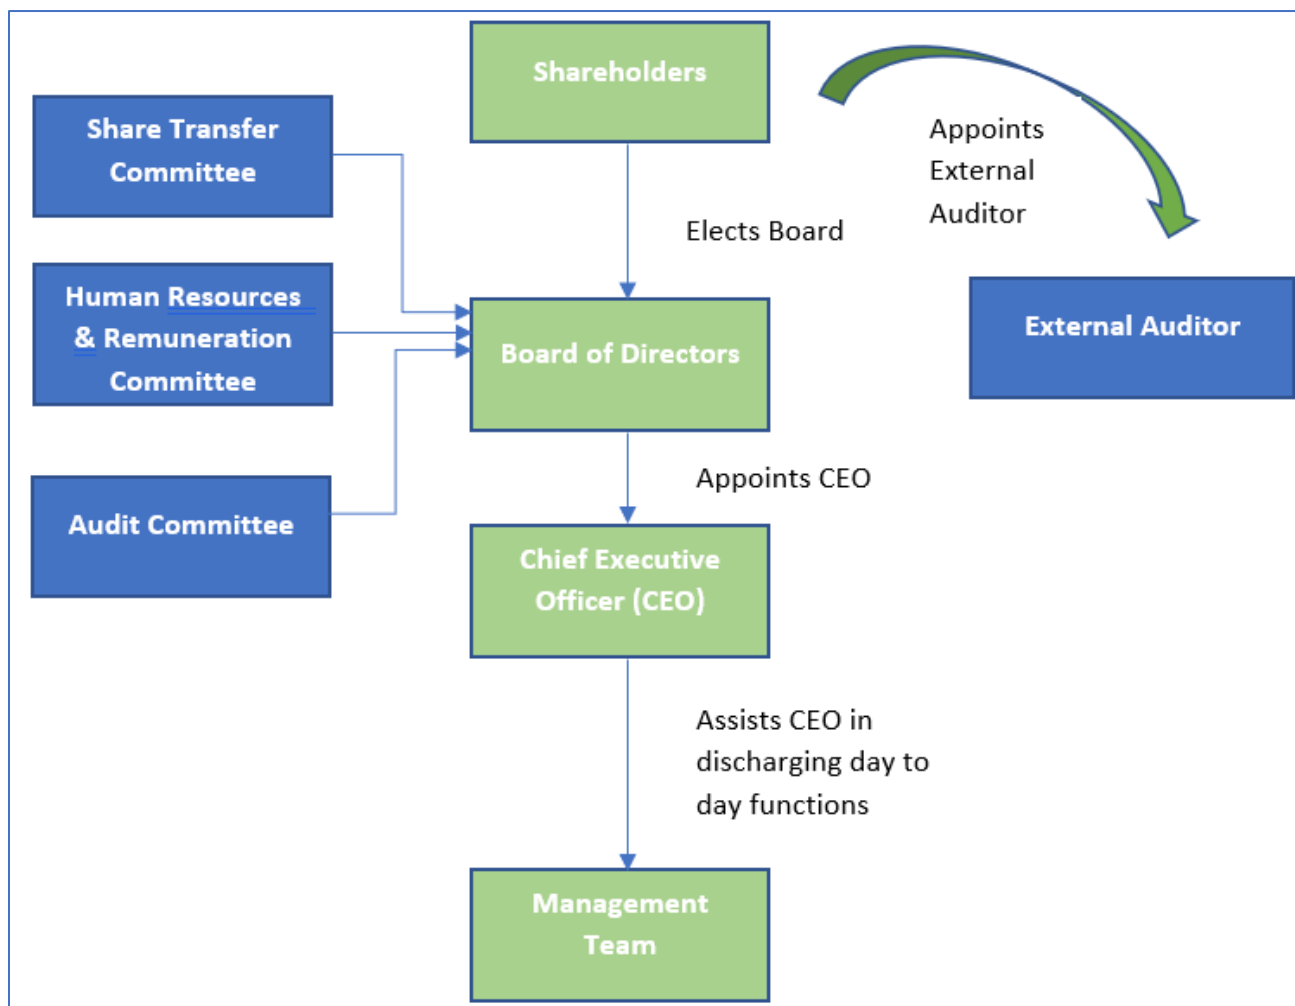 Shareholders
Appoints
External
Auditor
Share Transfer
Committee
Elects Board
Human Resources
& Remuneration
Committee
Board of Directors
External Auditor
Appoints CEO
Audit Committee
Chief Executive
Officer (CEO)
Assists CEO in
discharging day to
day functions
Management
Team